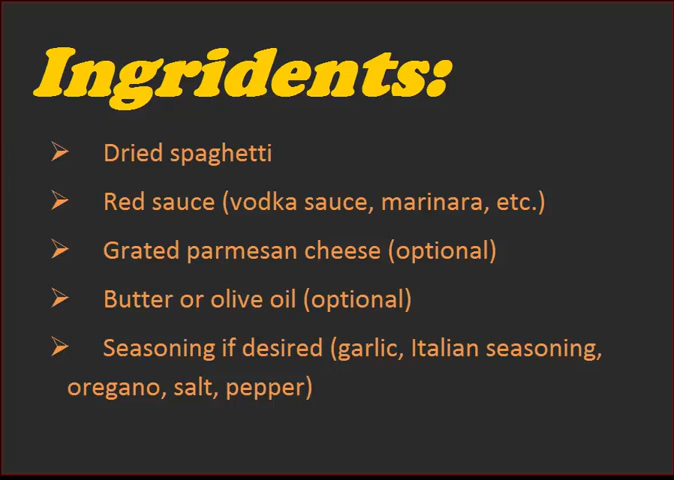 Ingridents:
Dried spaghetti
Red sauce (vodka sauce, marinara, etc.)
Grated parmesan cheese (optional)
Butter or olive oil (optional)
Seasoning if desired (garlic, Italian seasoning,
oregano, salt, pepper)